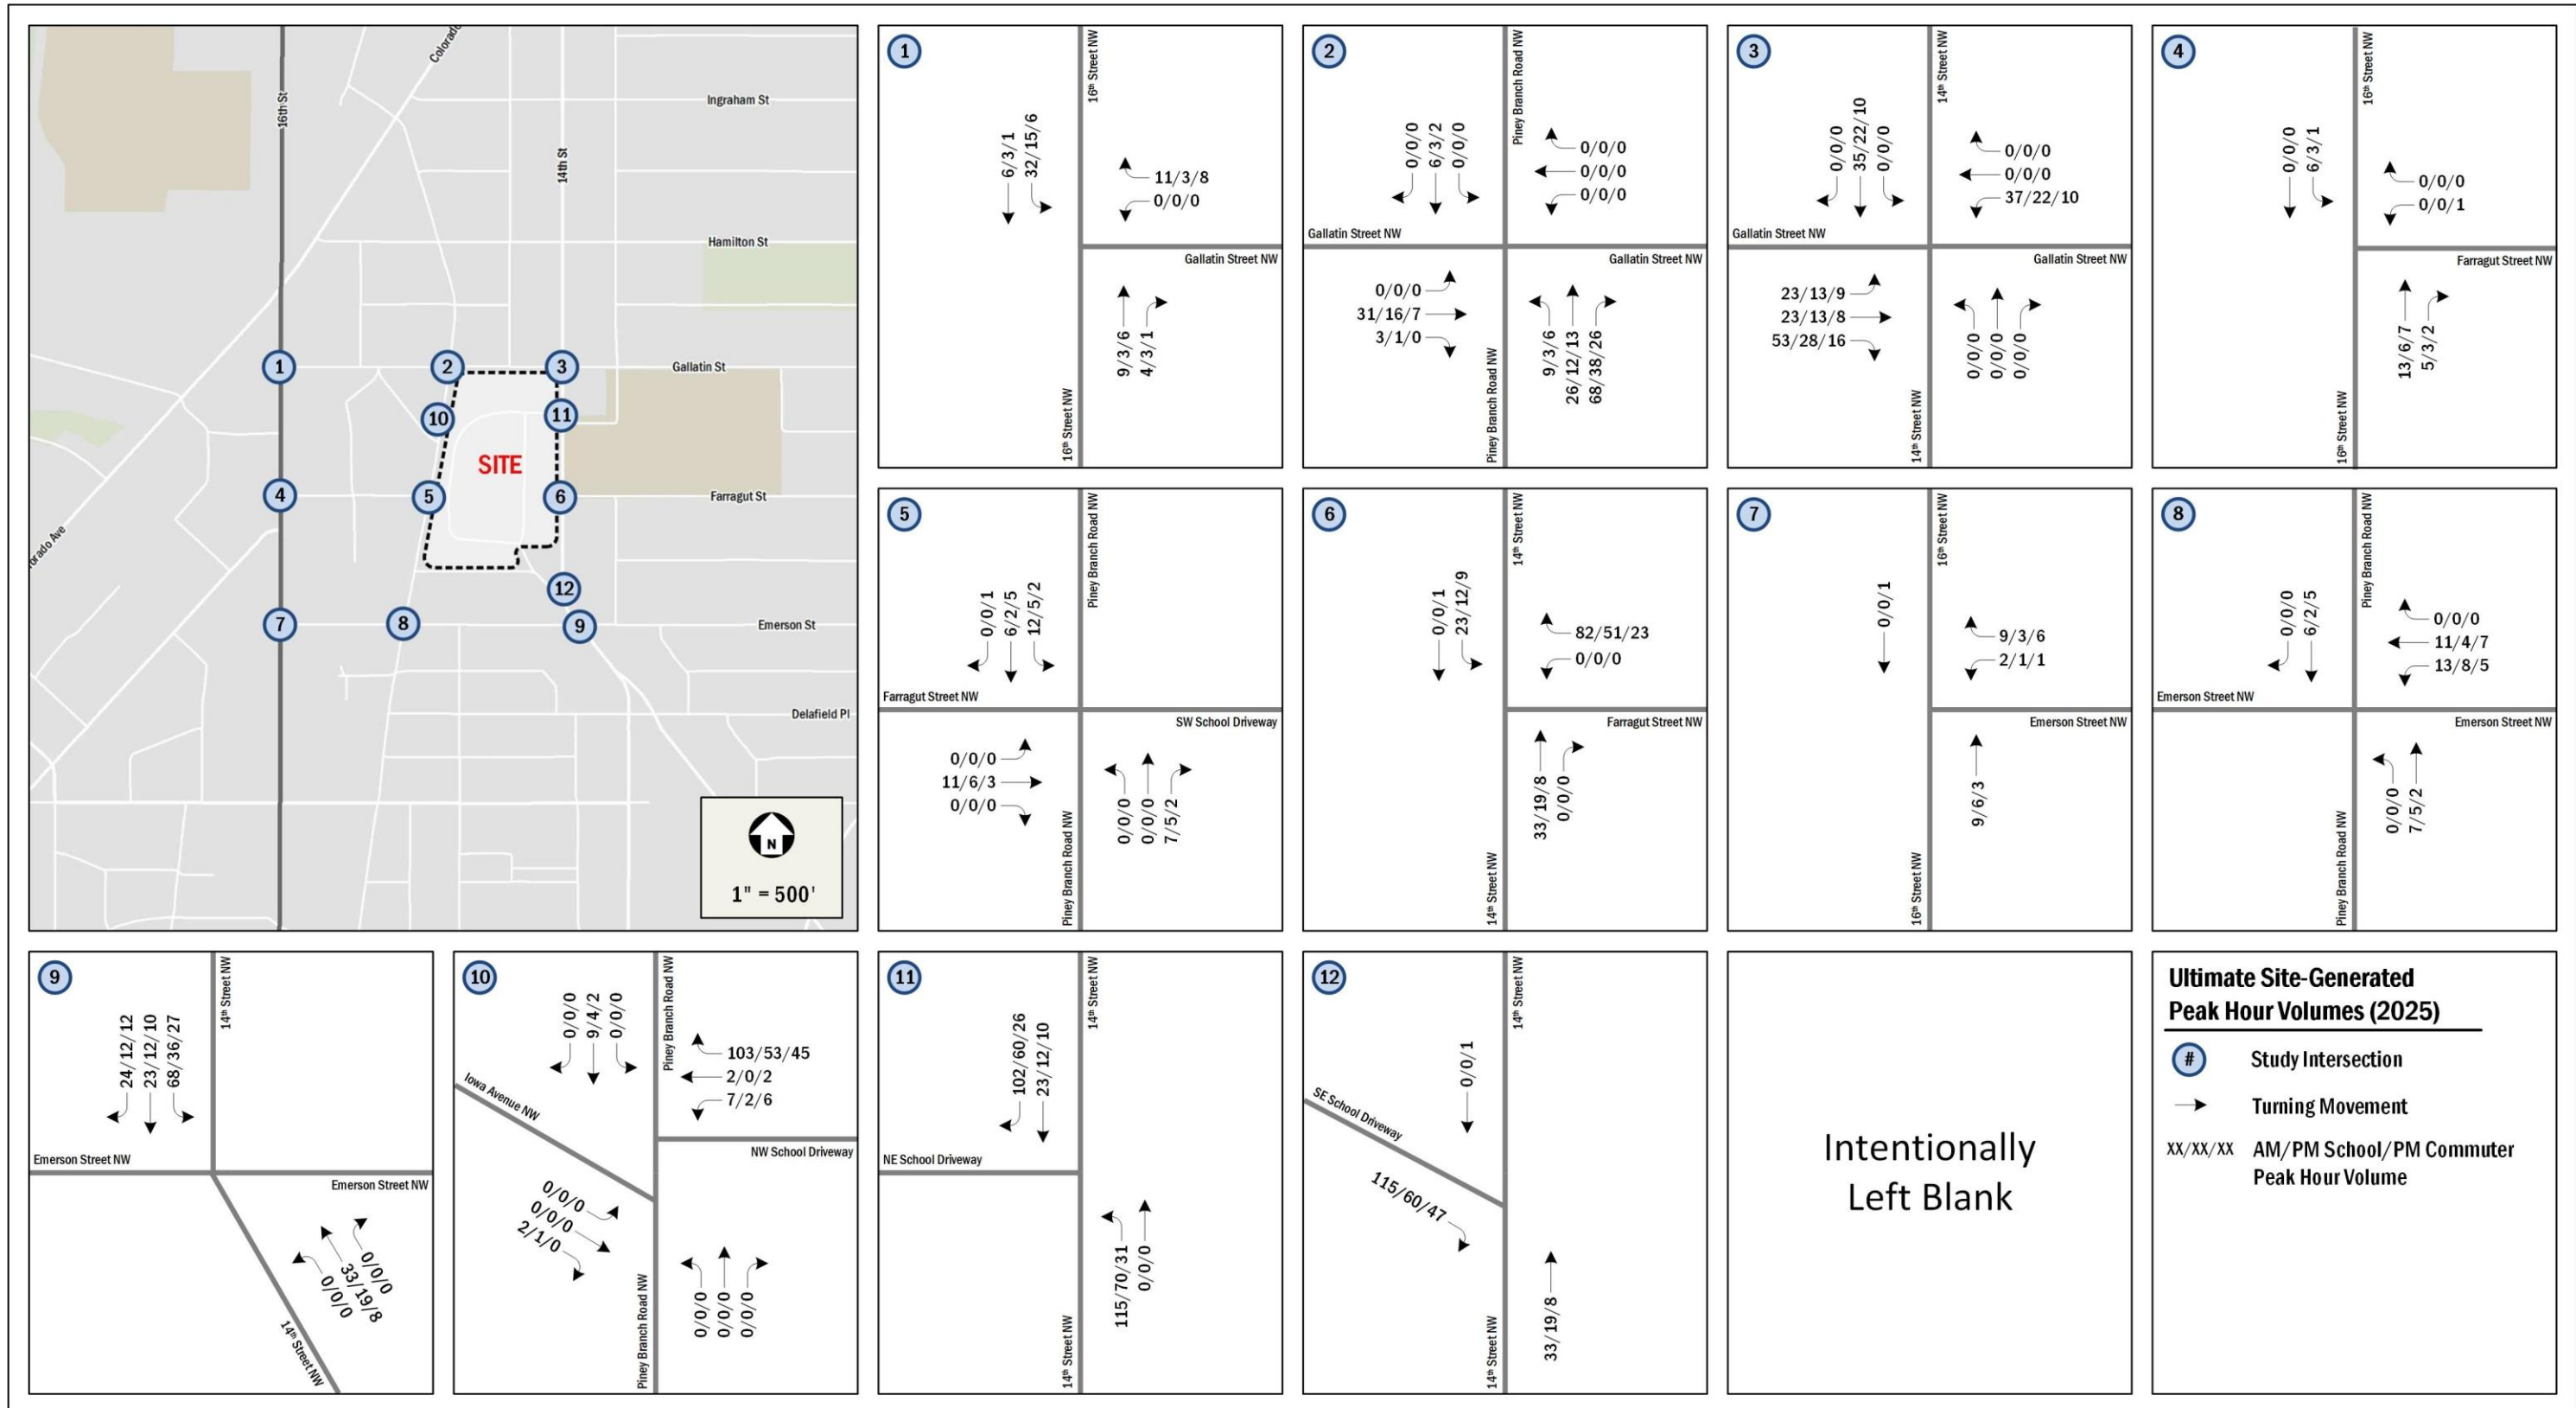 Colorado
16th St
14th St
Ingraham St
Hamilton St
Gallatin St
Farragut St
Emerson St
Delafield Pl
orado Ave
SITE
1
2
3
10
11
4
5
6
12
7
8
9
N
1" = 500'
1
16th Street NW
6/3/1
32/15/6
11/3/8
0/0/0
Gallatin Street NW
9/3/6
4/3/1
16th Street NW
2
Piney Branch Road NW
0/0/0
6/3/2
0/0/0
0/0/0
0/0/0
0/0/0
Gallatin Street NW
Gallatin Street NW
0/0/0
31/16/7
3/1/0
9/3/6
26/12/13
68/38/26
Piney Branch Road NW
3
14th Street NW
0/0/0
35/22/10
0/0/0
0/0/0
0/0/0
37/22/10
Gallatin Street NW
Gallatin Street NW
23/13/9
23/13/8
53/28/16
0/0/0
0/0/0
0/0/0
14th Street NW
4
16th Street NW
0/0/0
6/3/1
0/0/0
0/0/1
Farragut Street NW
13/6/7
5/3/2
16th Street NW
5
Piney Branch Road NW
0/0/1
6/2/5
12/5/2
Farragut Street NW
SW School Driveway
0/0/0
11/6/3
0/0/0
0/0/0
0/0/0
7/5/2
Piney Branch Road NW
6
14th Street NW
0/0/1
23/12/9
82/51/23
0/0/0
Farragut Street NW
33/19/8
0/0/0
14th Street NW
7
16th Street NW
0/0/1
9/3/6
2/1/1
Emerson Street NW
9/6/3
16th Street NW
8
Piney Branch Road NW
0/0/0
6/2/5
0/0/0
11/4/7
13/8/5
Emerson Street NW
Emerson Street NW
0/0/0
7/5/2
Piney Branch Road NW
9
14th Street NW
24/12/12
23/12/10
68/36/27
Emerson Street NW
Emerson Street NW
0/0/0
33/19/8
0/0/0
14th Street NW
10
Piney Branch Road NW
0/0/0
9/4/2
0/0/0
103/53/45
2/0/2
7/2/6
Iowa Avenue NW
NW School Driveway
0/0/0
0/0/0
2/1/0
0/0/0
0/0/0
0/0/0
Piney Branch Road NW
11
14th Street NW
102/60/26
23/12/10
NE School Driveway
115/70/31
0/0/0
14th Street NW
12
14th Street NW
0/0/1
SE School Driveway
115/60/47
33/19/8
14th Street NW
Intentionally
Left Blank
Ultimate Site-Generated
Peak Hour Volumes (2025)
# Study Intersection
Turning Movement
XX/XX/XX AM/PM School/PM Commuter
Peak Hour Volume